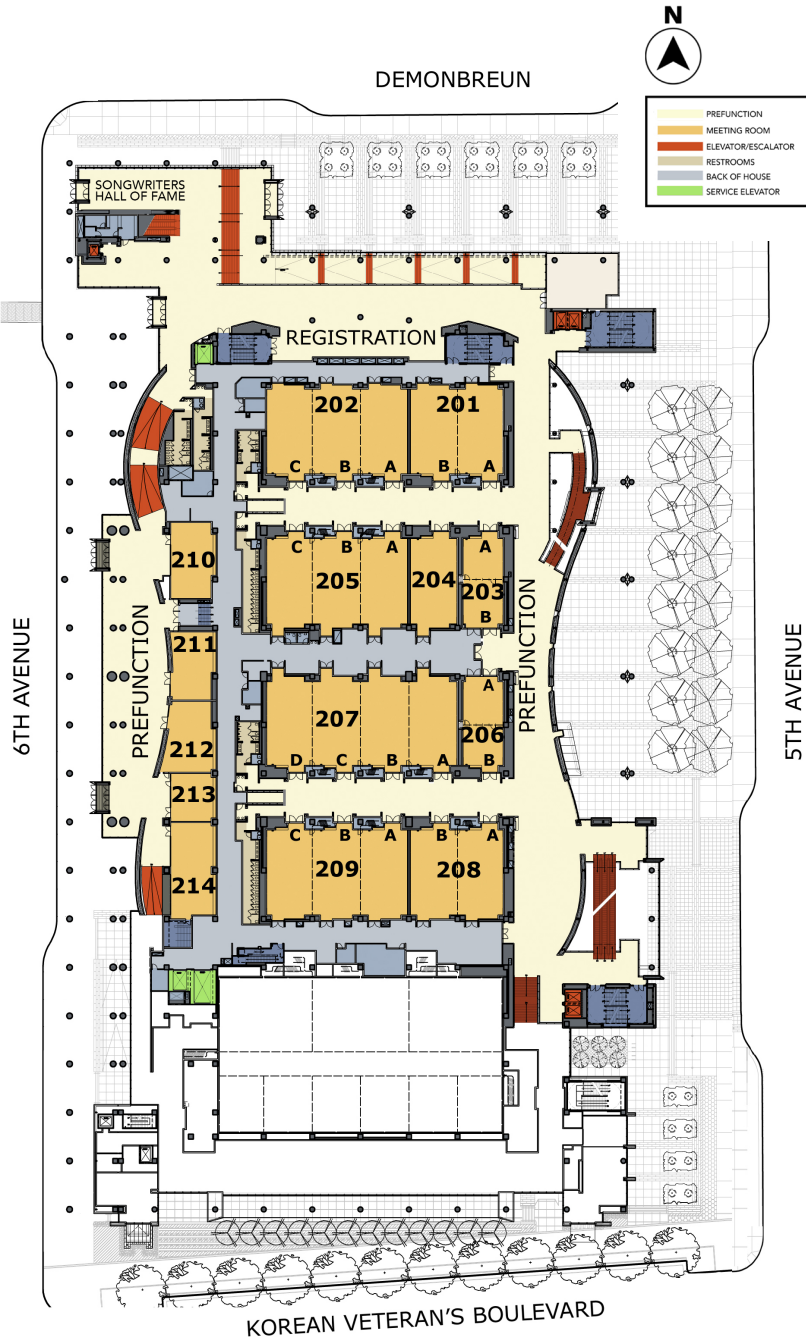 N
DEMONBREUN
PREFUNCTION
MEETING ROOM
ELEVATOR/ESCALATOR
RESTROOMS
BACK OF HOUSE
SERVICE ELEVATOR
SONGWRITERS
HALL OF FAME
REGISTRATION
202 201
C B A B A
210
C B A A
205 204 203
B
211
PREFUNCTION
PREFUNCTION
6TH AVENUE
5TH AVENUE
A
207
206
212
D C B A B
213
C B A B A
209 208
214
KOREAN VETERAN'S BOULEVARD